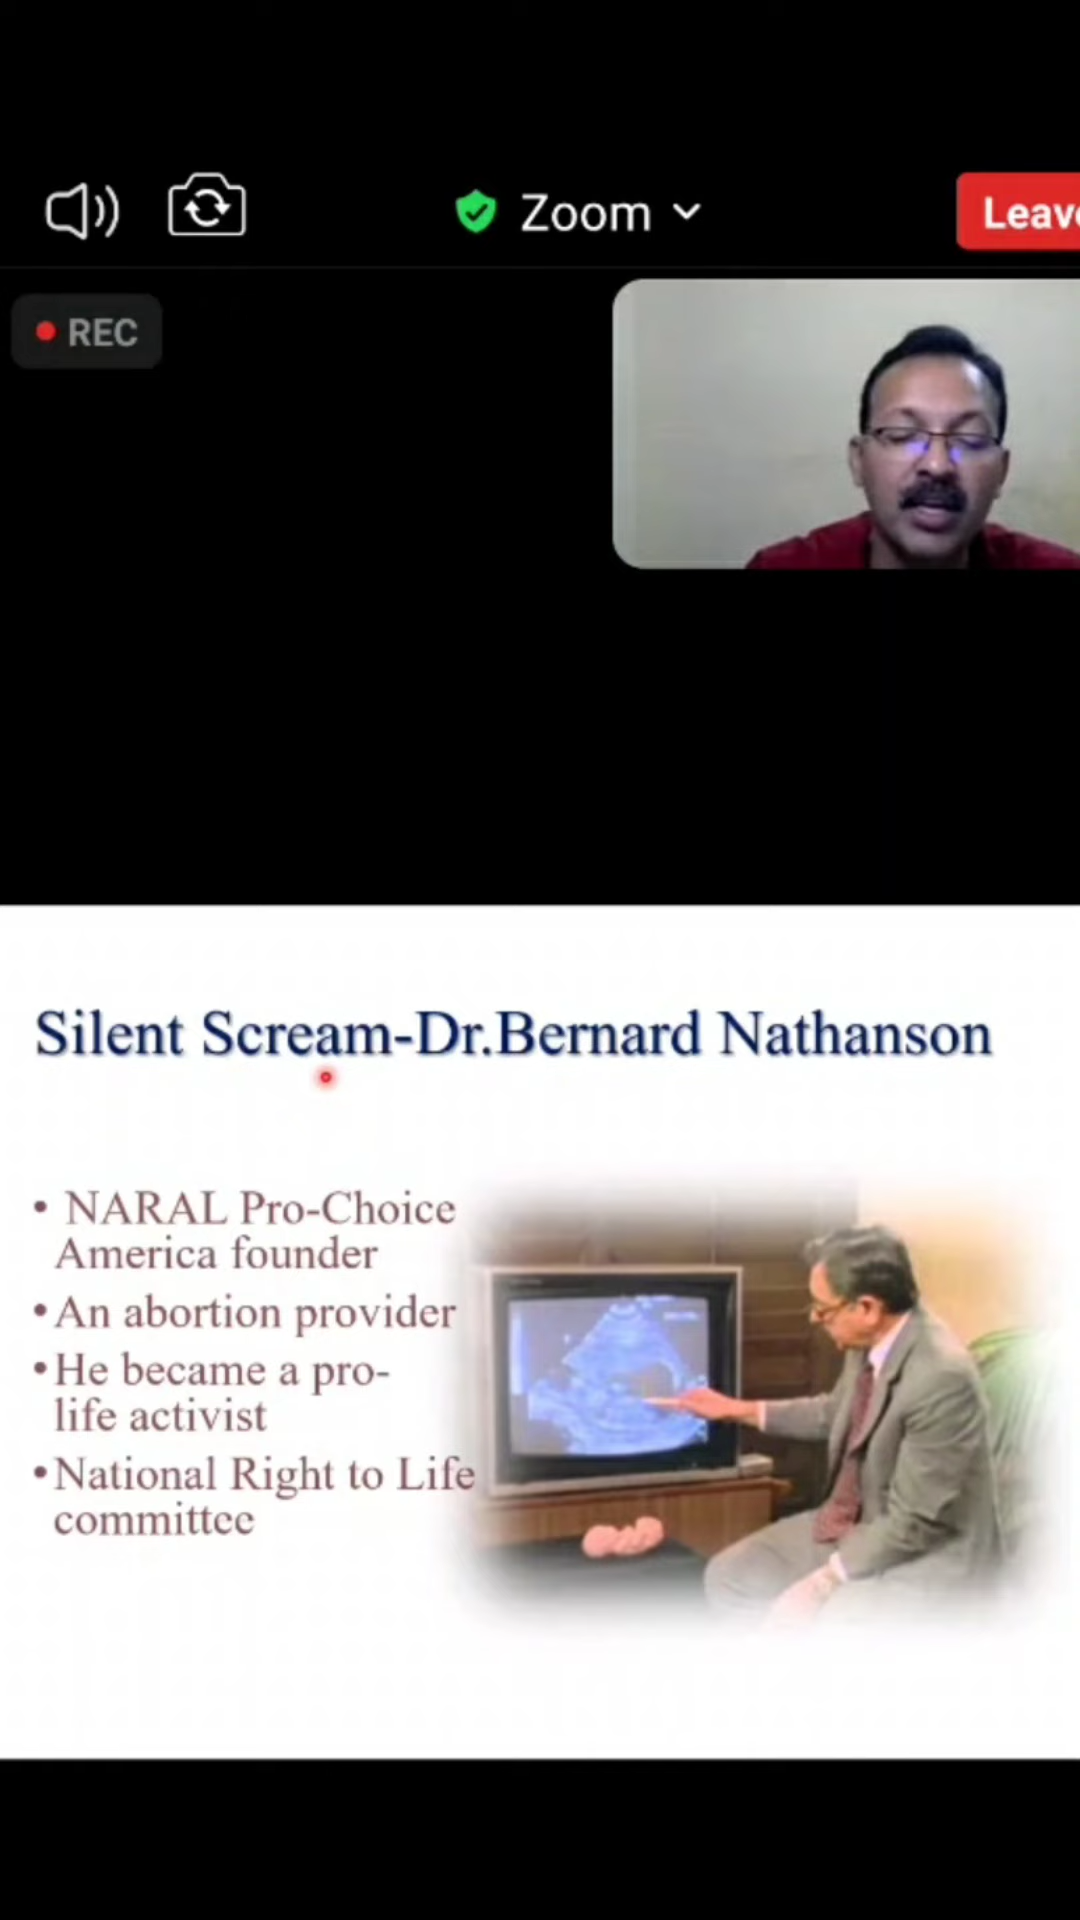 Zoom
Leave
REC
Silent Scream-Dr.Bernard Nathanson
• NARAL Pro-Choice
America founder
• An abortion provider
• He became a pro-
life activist
• National Right to Life
committee